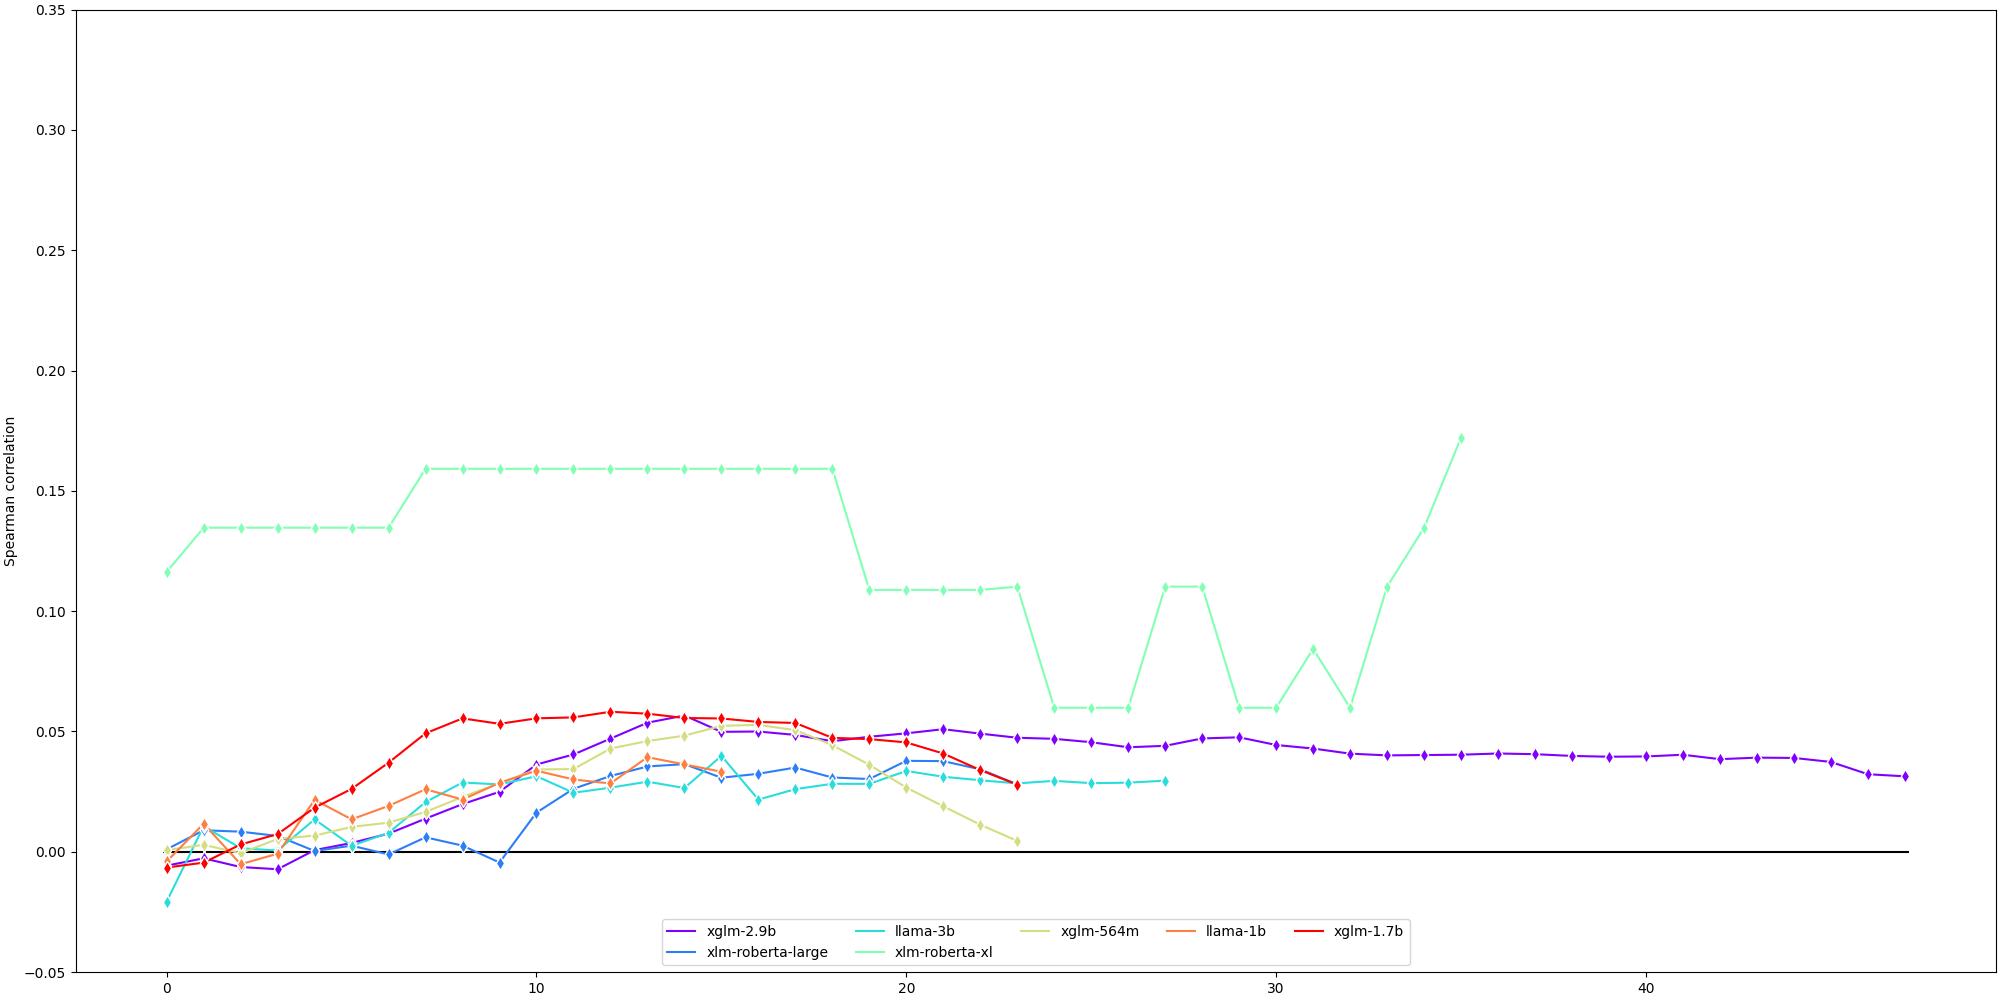 0.35
0.30
0.25
0.20
0.15
0.10
0.05
0.00
−0.05
Spearman correlation
0 10 20 30 40
xglm-2.9b llama-3b xglm-564m llama-1b xglm-1.7b
xlm-roberta-large xlm-roberta-xl